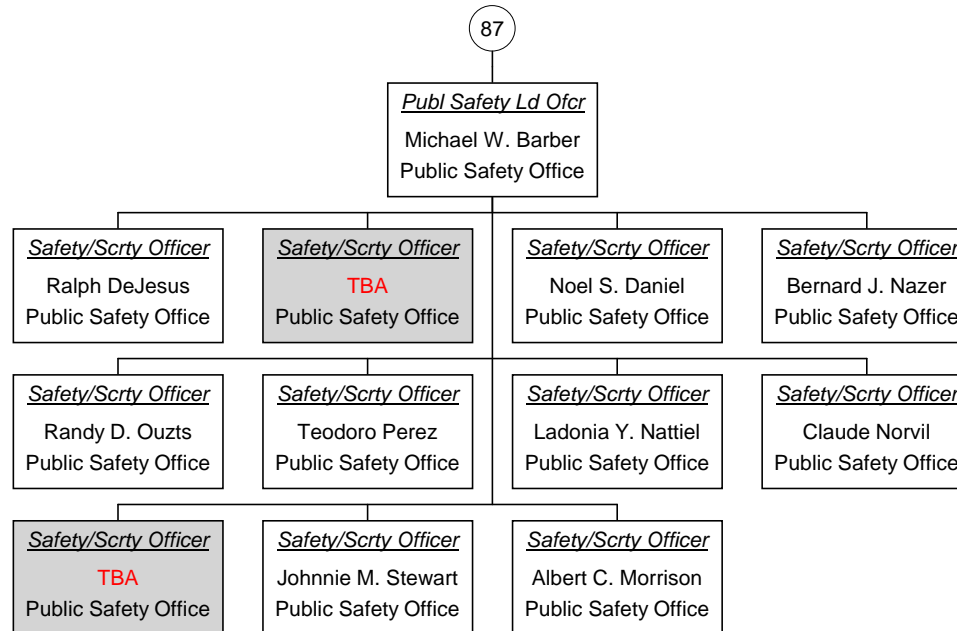 87
Publ Safety Ld Ofcr
Michael W. Barber
Public Safety Office
Safety/Scrty Officer
Ralph DeJesus
Public Safety Office
Safety/Scrty Officer
TBA
Public Safety Office
Safety/Scrty Officer
Noel S. Daniel
Public Safety Office
Safety/Scrty Officer
Bernard J. Nazer
Public Safety Office
Safety/Scrty Officer
Randy D. Ouzts
Public Safety Office
Safety/Scrty Officer
Teodoro Perez
Public Safety Office
Safety/Scrty Officer
Ladonia Y. Nattiel
Public Safety Office
Safety/Scrty Officer
Claude Norvil
Public Safety Office
Safety/Scrty Officer
TBA
Public Safety Office
Safety/Scrty Officer
Johnnie M. Stewart
Public Safety Office
Safety/Scrty Officer
Albert C. Morrison
Public Safety Office